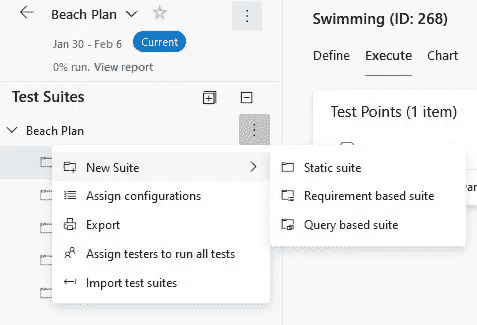 Beach Plan
Jan 30 - Feb 6
Current
0% run. View report
Test Suites
Beach Plan
New Suite
Assign configurations
Export
Assign testers to run all tests
Import test suites
Static suite
Requirement based suite
Query based suite
Swimming (ID: 268)
Define
Execute
Chart
Test Points (1 item)